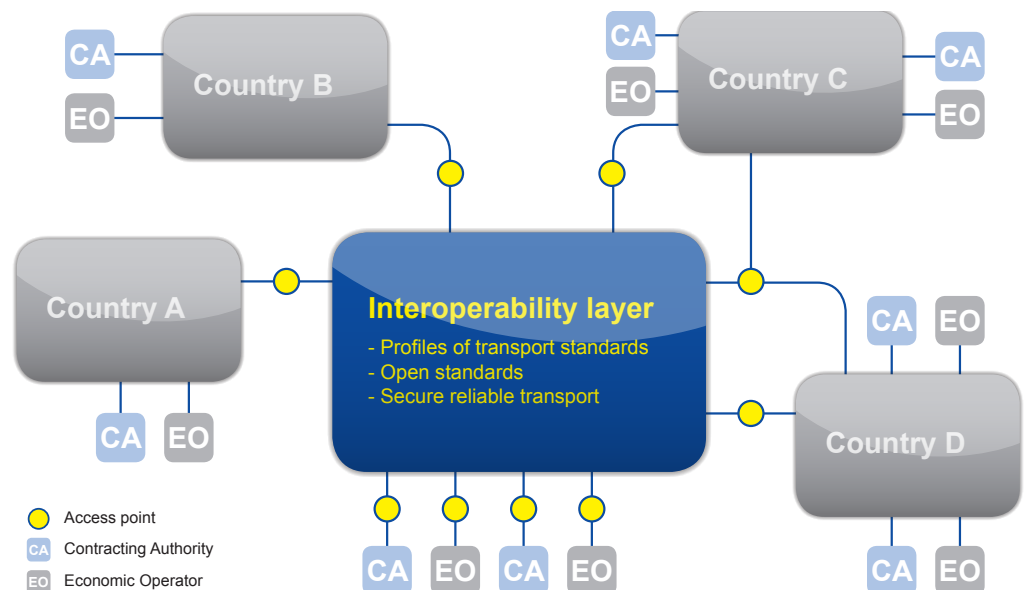 CA
EO
Country B
CA
EO
Country C
CA
EO
Country A
CA
EO
Interoperability layer
- Profiles of transport standards
- Open standards
- Secure reliable transport
CA
EO
Country D
CA
EO
CA
EO
CA
EO
CA
EO
Access point
CA Contracting Authority
EO Economic Operator